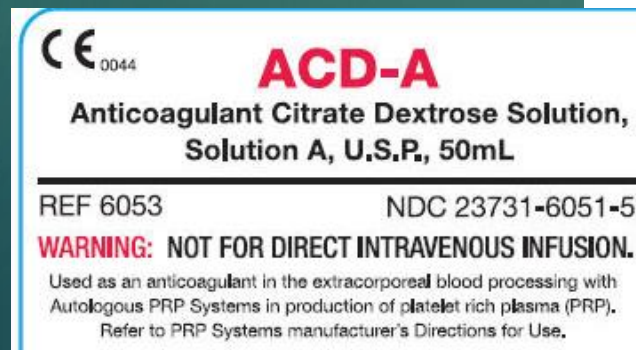 CE 0044
ACD-A
Anticoagulant Citrate Dextrose Solution,
Solution A, U.S.P., 50mL
REF 6053 NDC 23731-6051-5
WARNING: NOT FOR DIRECT INTRAVENOUS INFUSION.
Used as an anticoagulant in the extracorporeal blood processing with
Autologous PRP Systems in production of platelet rich plasma (PRP).
Refer to PRP Systems manufacturer's Directions for Use.